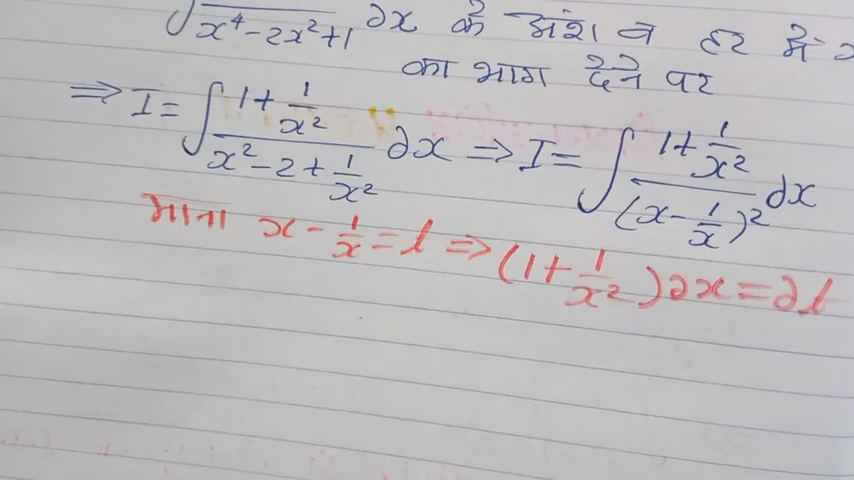 ∫ / x⁴-2x²+1 ∂x के अंश व हर में
का भाग देने पर
⇒ I = ∫ (1+1/x²) / (x²-2+1/x²) ∂x ⇒ I = ∫ (1+1/x²) / (x-1/x)² ∂x
माना x - 1/x = t ⇒ (1+1/x²)∂x = ∂t